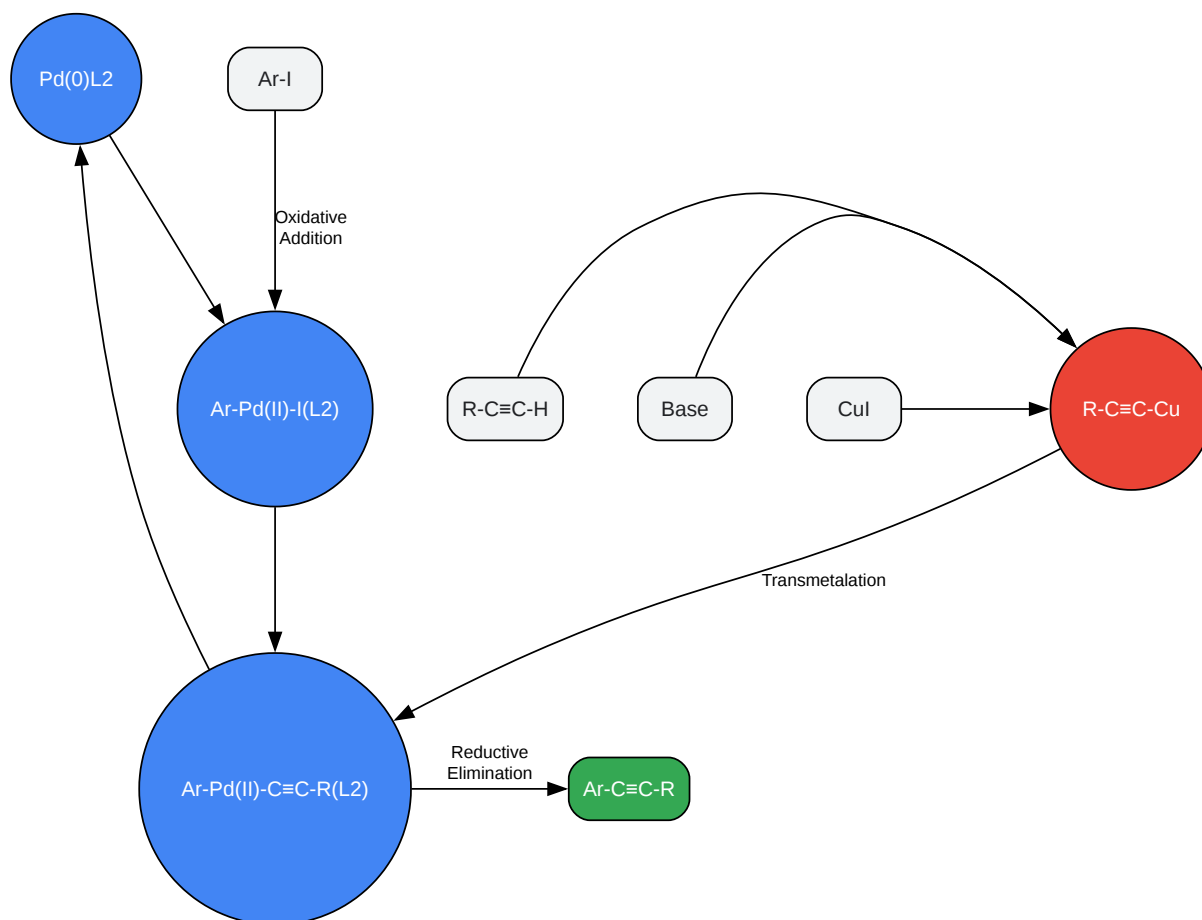 Pd(0)L2
Ar-I
Oxidative
Addition
Ar-Pd(II)-I(L2)
R-C≡C-H
Base
CuI
R-C≡C-Cu
Transmetalation
Ar-Pd(II)-C≡C-R(L2)
Reductive
Elimination
Ar-C≡C-R